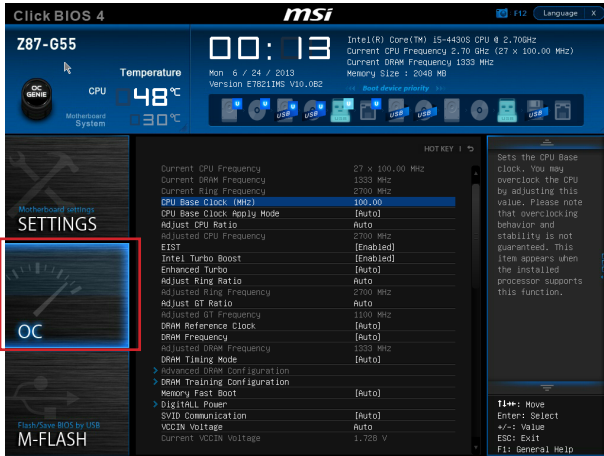 Click BIOS 4
msi
F12
Language
X
Z87-G55
OC
GENIE
CPU
Motherboard
System
Temperature
48°C
30°C
00:13
Mon 6 / 24 / 2013
Version E7821IMS V10.0B2
Intel(R) Core(TM) i5-4430S CPU @ 2.70GHz
Current CPU Frequency 2.70 GHz (27 x 100.00 MHz)
Current DRAM Frequency 1333 MHz
Memory Size : 2048 MB
Boot device priority
U
USB
USB
U
U
USB
USB
USB
HOT KEY
Motherboard settings
SETTINGS
OC
Flash/Save BIOS by USB
M-FLASH
Current CPU Frequency 27 x 100.00 MHz
Current DRAM Frequency 1333 MHz
Current Ring Frequency 2700 MHz
CPU Base Clock (MHz) 100.00
CPU Base Clock Apply Mode [Auto]
Adjust CPU Ratio Auto
Adjusted CPU Frequency 2700 MHz
EIST [Enabled]
Intel Turbo Boost [Enabled]
Enhanced Turbo [Auto]
Adjust Ring Ratio Auto
Adjusted Ring Frequency 2700 MHz
Adjust GT Ratio Auto
Adjusted GT Frequency 1100 MHz
DRAM Reference Clock [Auto]
DRAM Frequency [Auto]
Adjusted DRAM Frequency 1333 MHz
DRAM Timing Mode [Auto]
> Advanced DRAM Configuration
> DRAM Training Configuration
Memory Fast Boot [Auto]
> DigitALL Power
SVID Communication [Auto]
VCCIN Voltage Auto
Current VCCIN Voltage 1.728 V
Sets the CPU Base
clock. You may
overclock the CPU
by adjusting this
value. Please note
that overclocking
behavior and
stability is not
guaranteed. This
item appears when
the installed
processor supports
this function.
↑↓→←: Move
Enter: Select
+/-: Value
ESC: Exit
F1: General Help